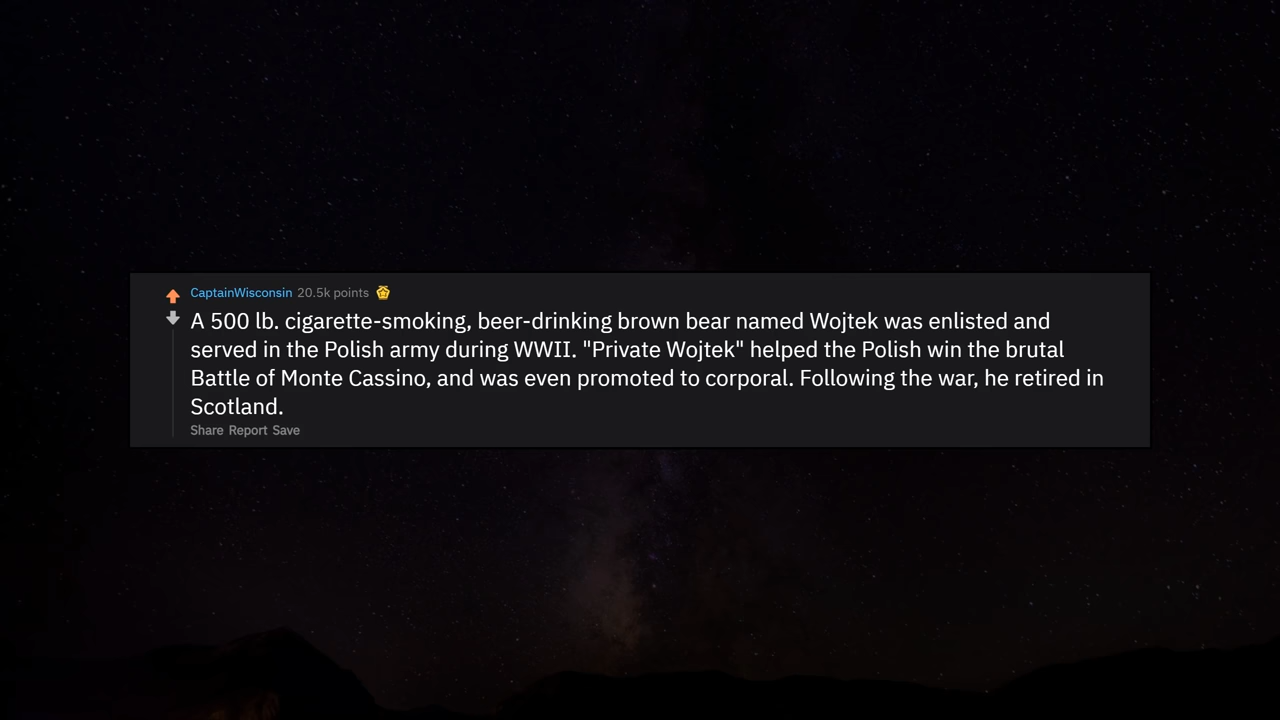 CaptainWisconsin 20.5k points
A 500 lb. cigarette-smoking, beer-drinking brown bear named Wojtek was enlisted and
served in the Polish army during WWII. "Private Wojtek" helped the Polish win the brutal
Battle of Monte Cassino, and was even promoted to corporal. Following the war, he retired in
Scotland.
Share Report Save